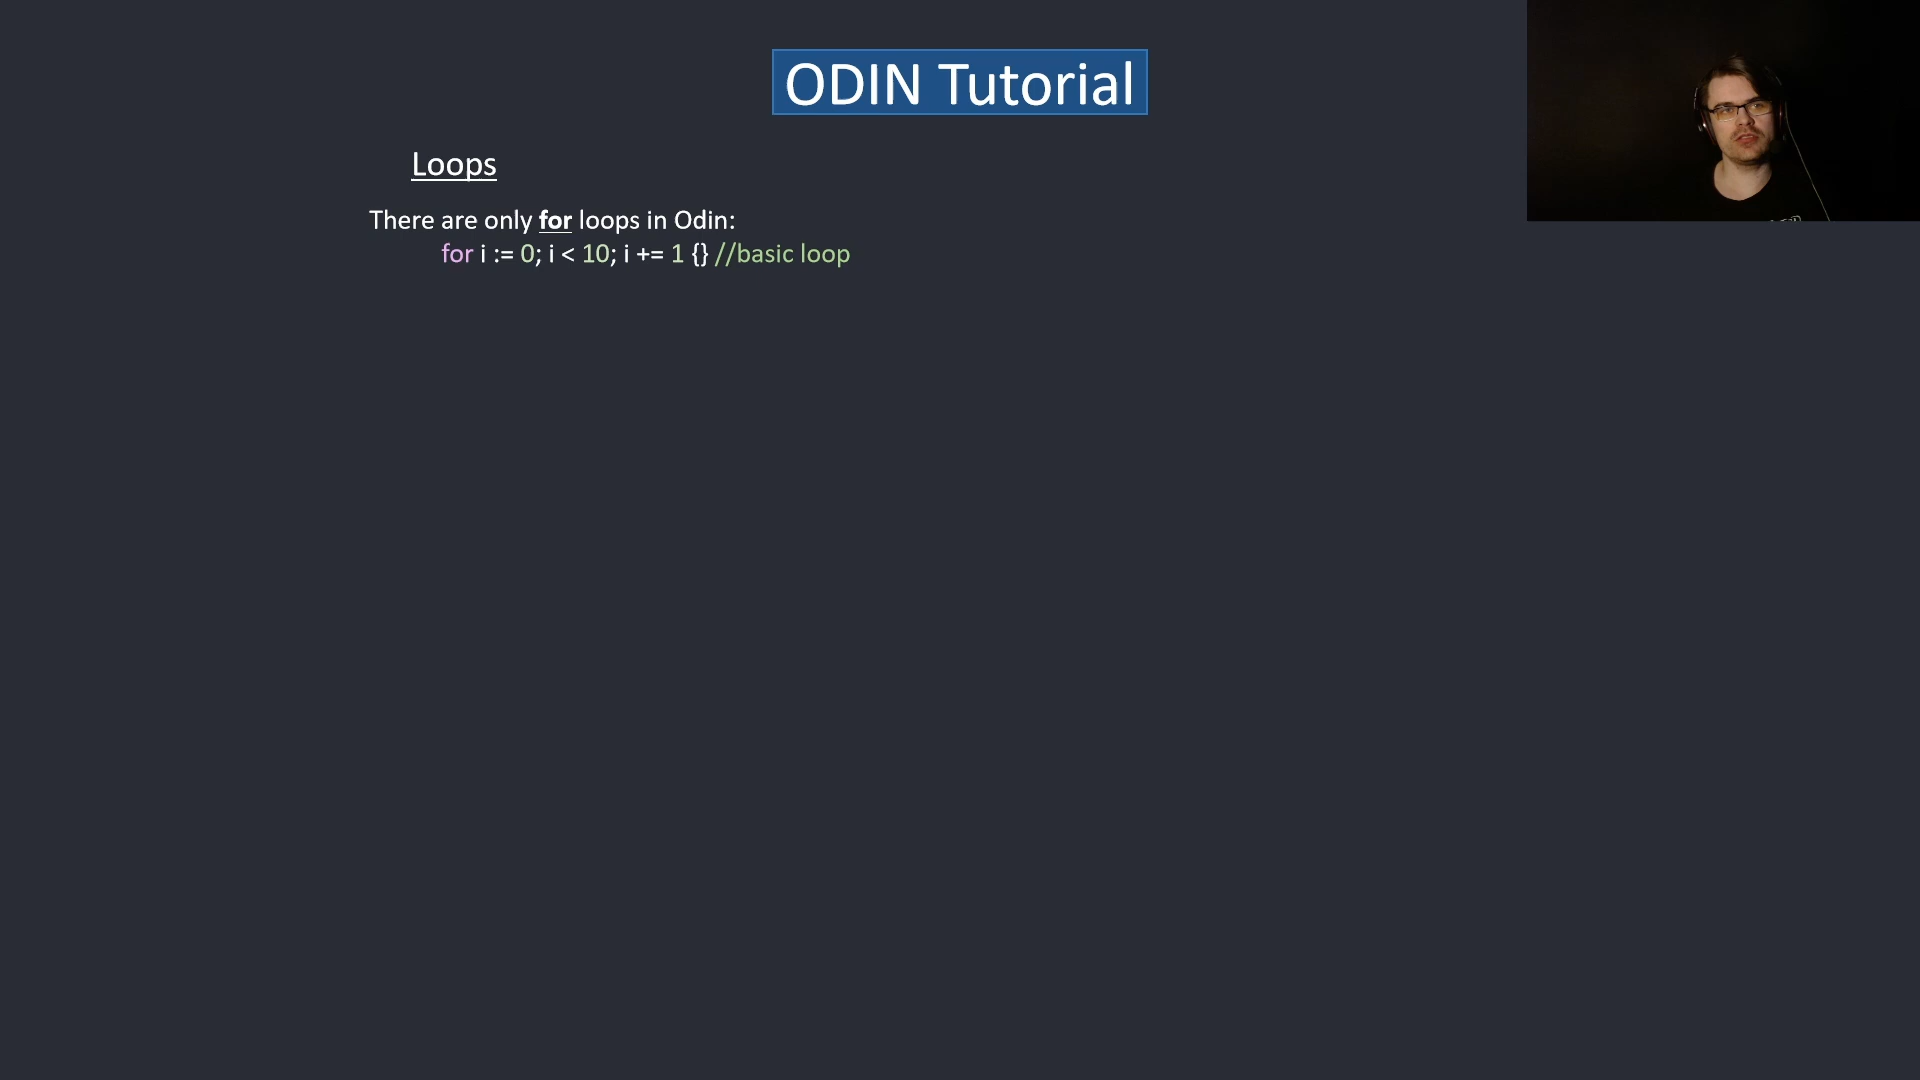 ODIN Tutorial
Loops
There are only for loops in Odin:
for i := 0; i < 10; i += 1 {} //basic loop